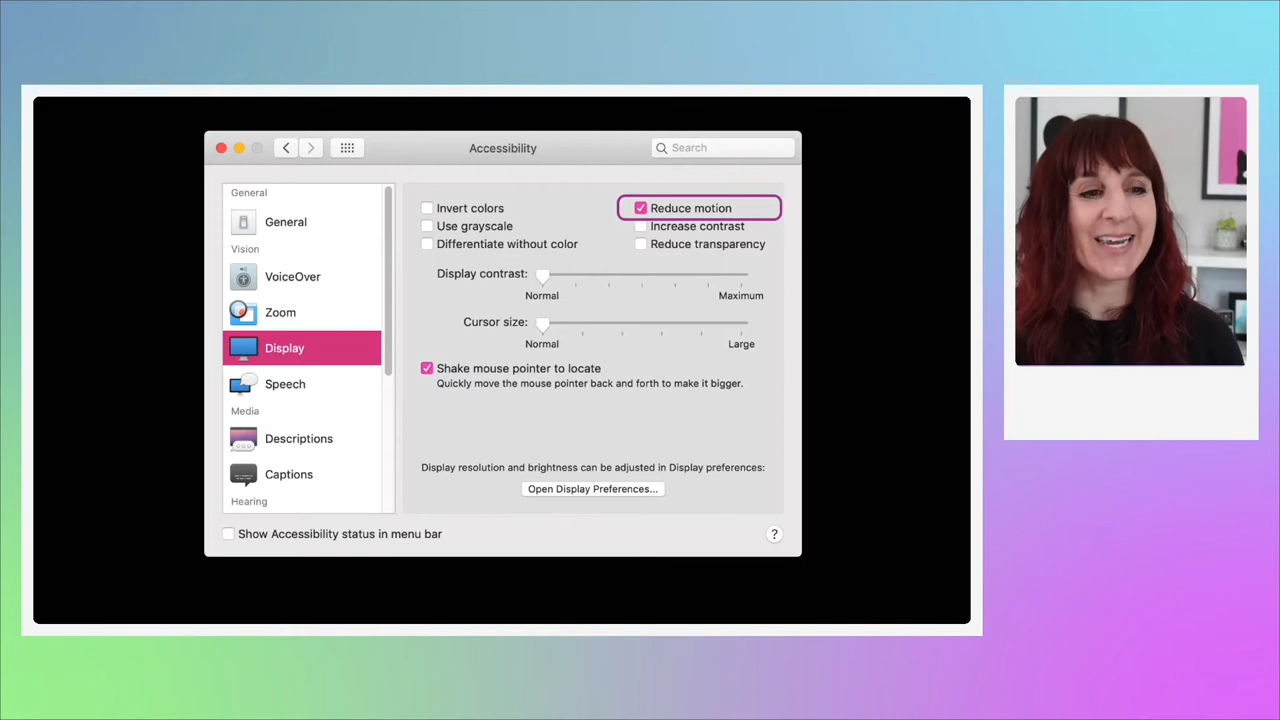 Accessibility
Search
General
General
Vision
VoiceOver
Zoom
Display
Speech
Media
Descriptions
Captions
Hearing
Invert colors
Use grayscale
Differentiate without color
Reduce motion
Increase contrast
Reduce transparency
Display contrast:
Normal
Maximum
Cursor size:
Normal
Large
Shake mouse pointer to locate
Quickly move the mouse pointer back and forth to make it bigger.
Display resolution and brightness can be adjusted in Display preferences:
Open Display Preferences...
Show Accessibility status in menu bar
?